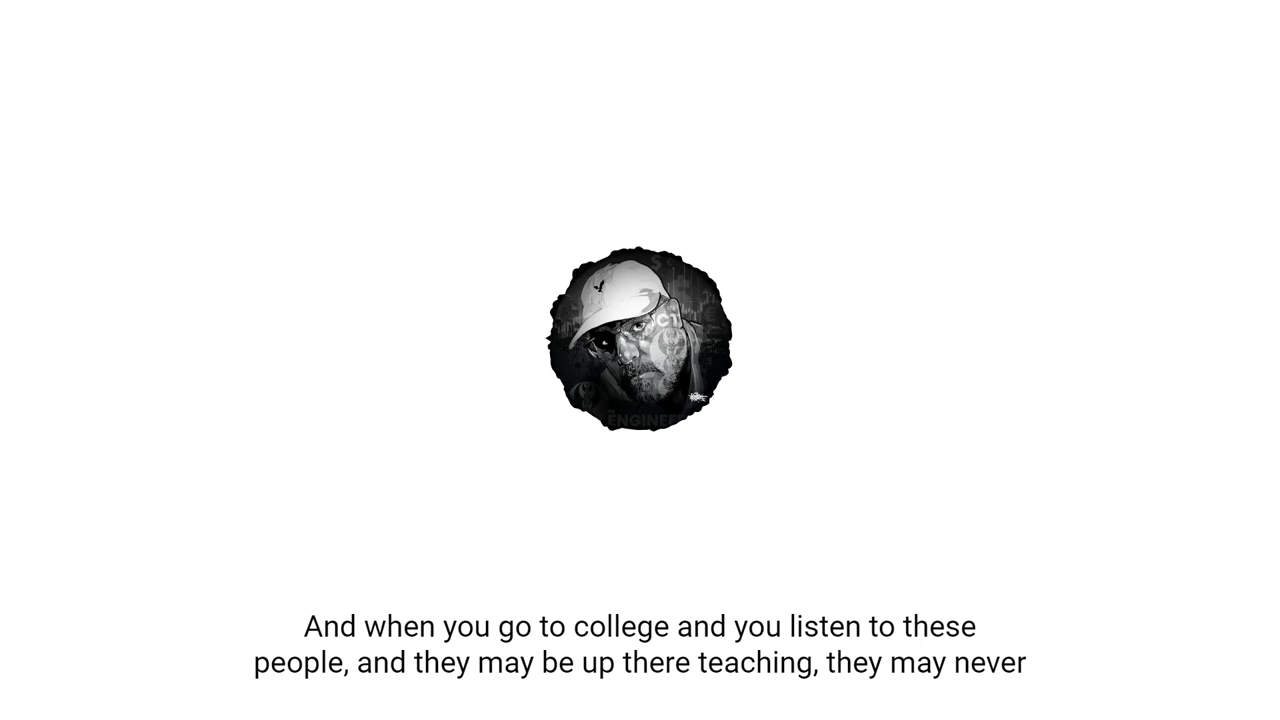 ENGINEE
And when you go to college and you listen to these
people, and they may be up there teaching, they may never